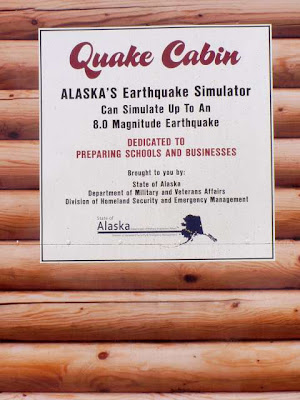 Quake Cabin
ALASKA'S Earthquake Simulator
Can Simulate Up To An
8.0 Magnitude Earthquake
DEDICATED TO
PREPARING SCHOOLS AND BUSINESSES
Brought to you by:
State of Alaska
Department of Military and Veterans Affairs
Division of Homeland Security and Emergency Management
State of
Alaska